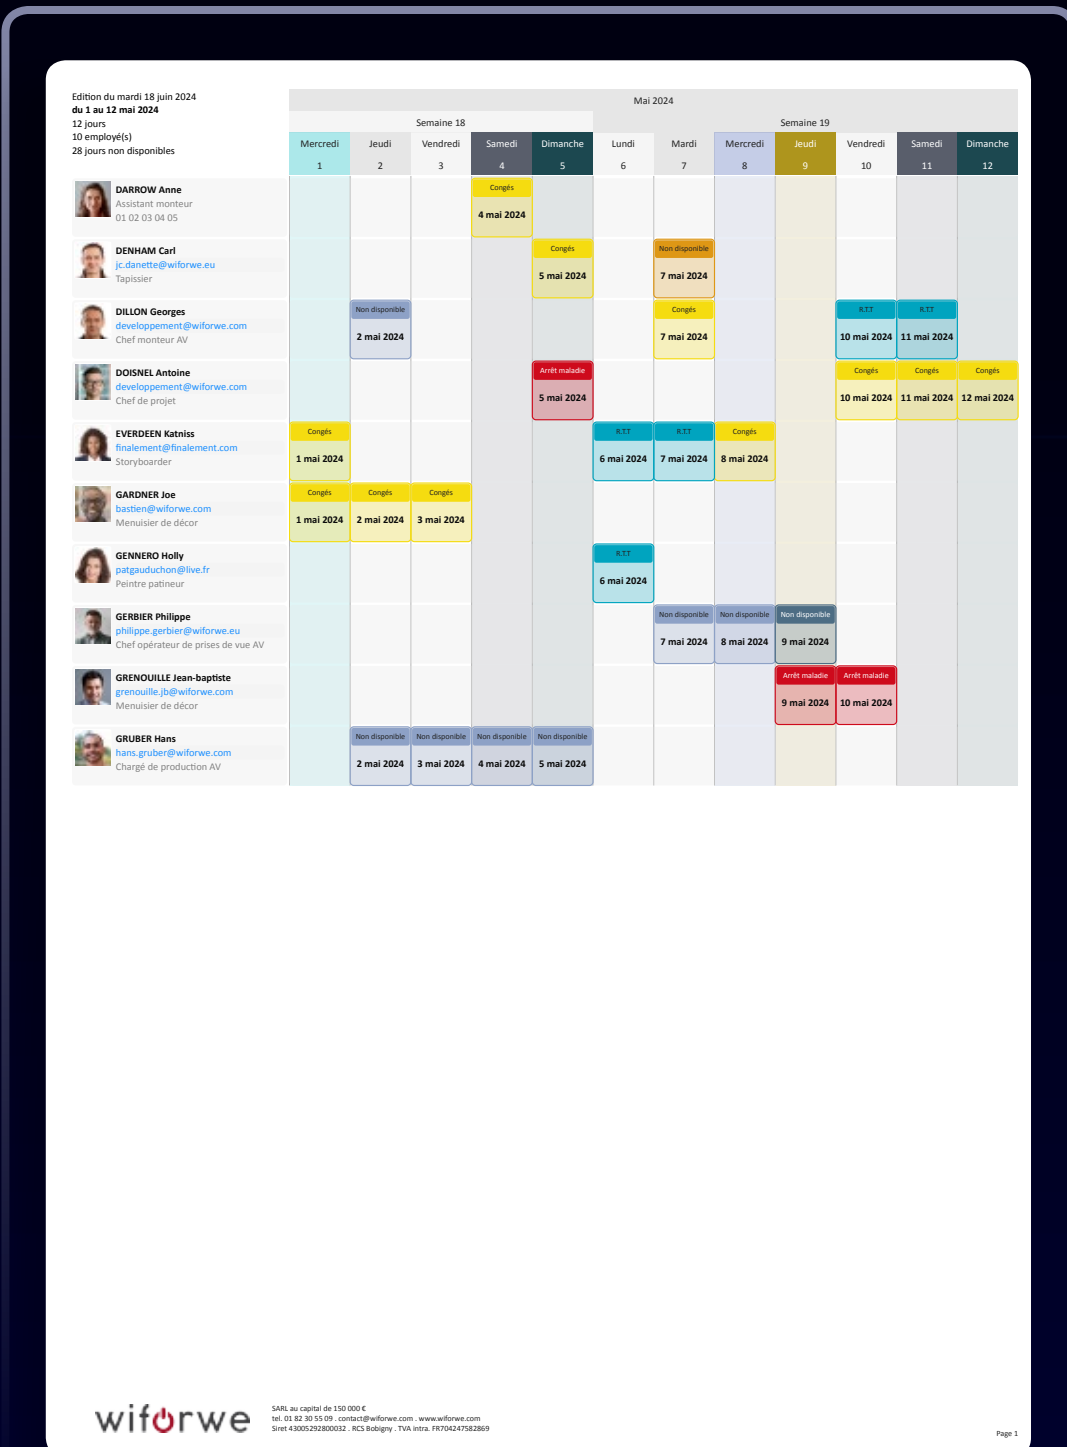 Edition du mardi 18 juin 2024
du 1 au 12 mai 2024
12 jours
10 employé(s)
28 jours non disponibles
Mai 2024
Semaine 18 Semaine 19
Mercredi Jeudi Vendredi Samedi Dimanche Lundi Mardi Mercredi Jeudi Vendredi Samedi Dimanche
1 2 3 4 5 6 7 8 9 10 11 12
DARROW Anne
Assistant monteur
01 02 03 04 05
Congés
4 mai 2024
DENHAM Carl
jc.danette@wiforwe.eu
Tapissier
Congés Non disponible
5 mai 2024 7 mai 2024
DILLON Georges
developpement@wiforwe.com
Chef monteur AV
Non disponible Congés R.T.T R.T.T
2 mai 2024 7 mai 2024 10 mai 2024 11 mai 2024
DOISNEL Antoine
developpement@wiforwe.com
Chef de projet
Arrêt maladie Congés Congés Congés
5 mai 2024 10 mai 2024 11 mai 2024 12 mai 2024
EVERDEEN Katniss
finalement@finalement.com
Storyboarder
Congés R.T.T R.T.T Congés
1 mai 2024 6 mai 2024 7 mai 2024 8 mai 2024
GARDNER Joe
bastien@wiforwe.com
Menuisier de décor
Congés Congés Congés
1 mai 2024 2 mai 2024 3 mai 2024
GENNERO Holly
patgauduchon@live.fr
Peintre patineur
R.T.T
6 mai 2024
GERBIER Philippe
philippe.gerbier@wiforwe.eu
Chef opérateur de prises de vue AV
Non disponible Non disponible Non disponible
7 mai 2024 8 mai 2024 9 mai 2024
GRENOUILLE Jean-baptiste
grenouille.jb@wiforwe.com
Menuisier de décor
Arrêt maladie Arrêt maladie
9 mai 2024 10 mai 2024
GRUBER Hans
hans.gruber@wiforwe.com
Chargé de production AV
Non disponible Non disponible Non disponible Non disponible
2 mai 2024 3 mai 2024 4 mai 2024 5 mai 2024
wiforwe
SARL au capital de 150 000 €
tel. 01 82 30 55 09 . contact@wiforwe.com . www.wiforwe.com
Siret 43005292800032 . RCS Bobigny . TVA intra. FR704247582869
Page 1